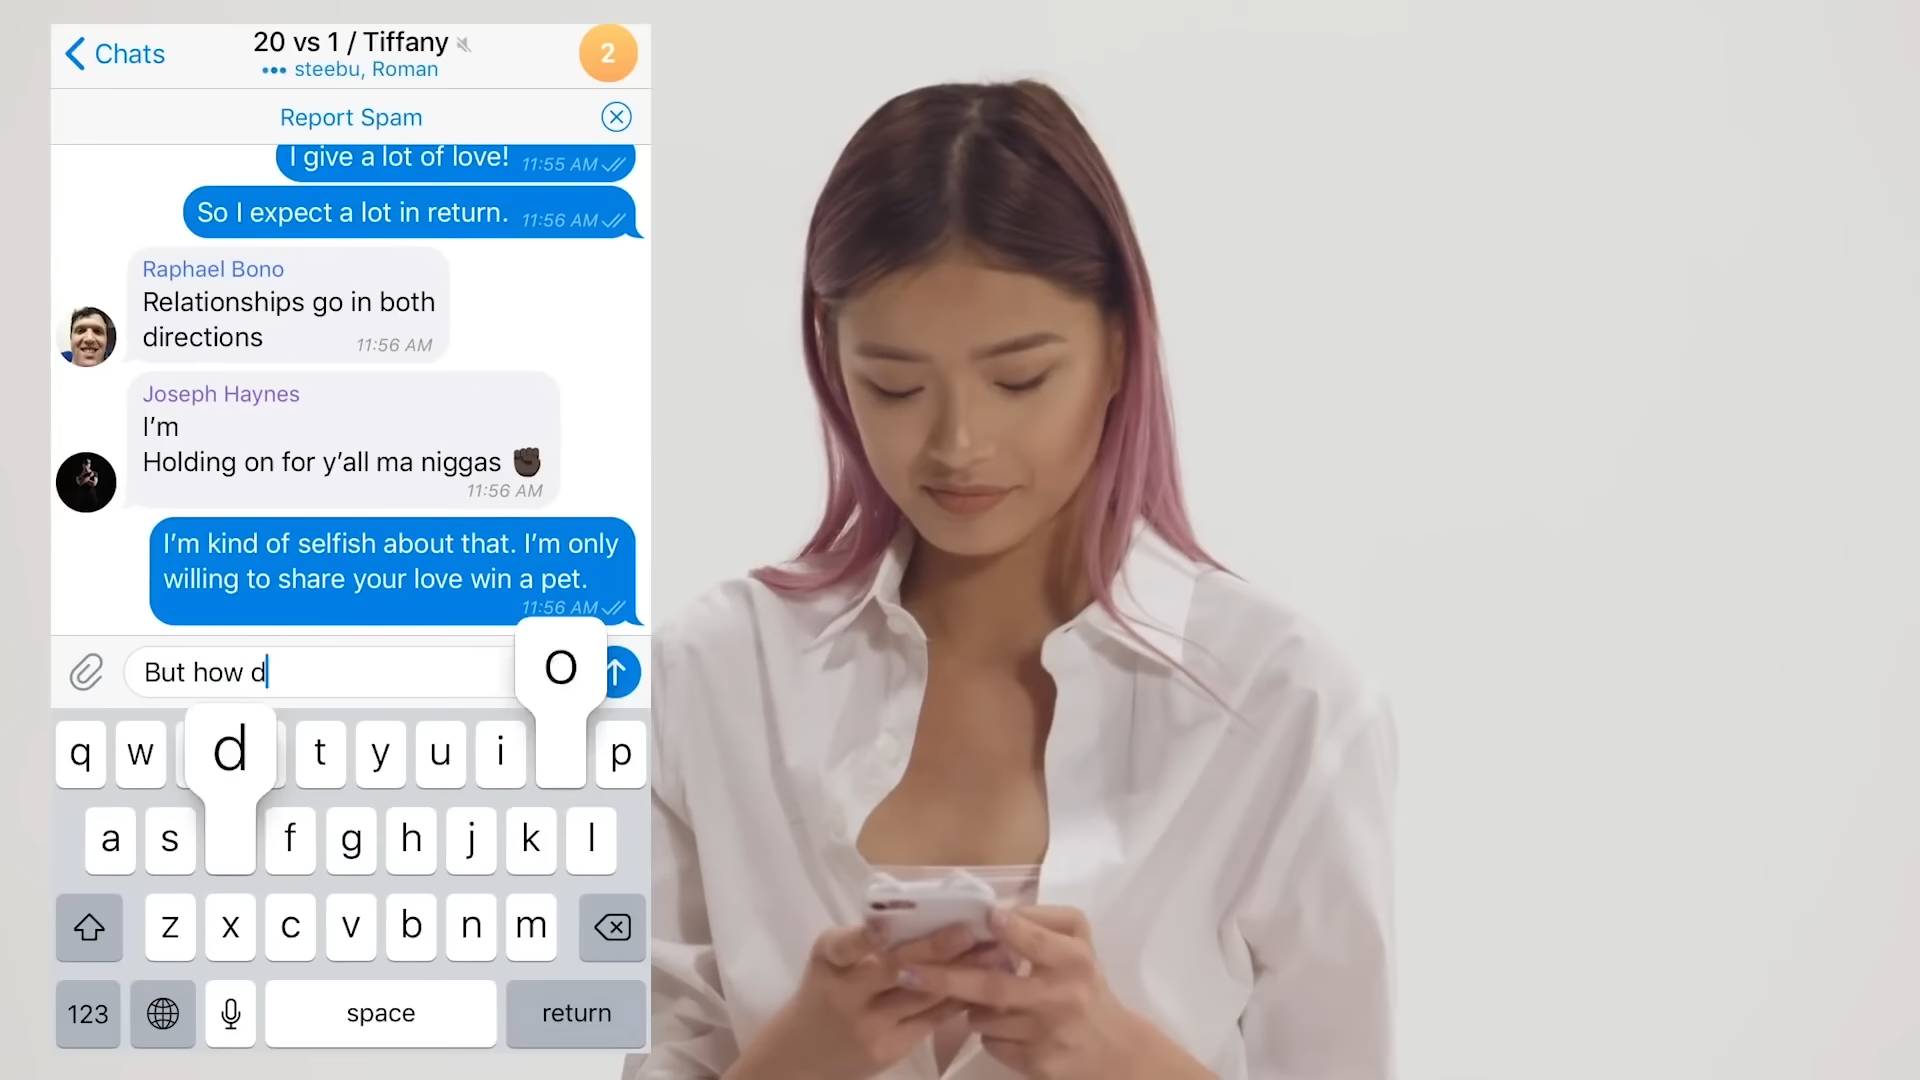 Chats
20 vs 1 / Tiffany
2
••• steebu, Roman
Report Spam
I give a lot of love! 11:55 AM
So I expect a lot in return. 11:56 AM
Raphael Bono
Relationships go in both
directions 11:56 AM
Joseph Haynes
I’m
Holding on for y’all ma niggas ✊🏿
11:56 AM
I’m kind of selfish about that. I’m only
willing to share your love win a pet.
11:56 AM
But how d
o
q w d t y u i p
a s f g h j k l
z x c v b n m
123 space return